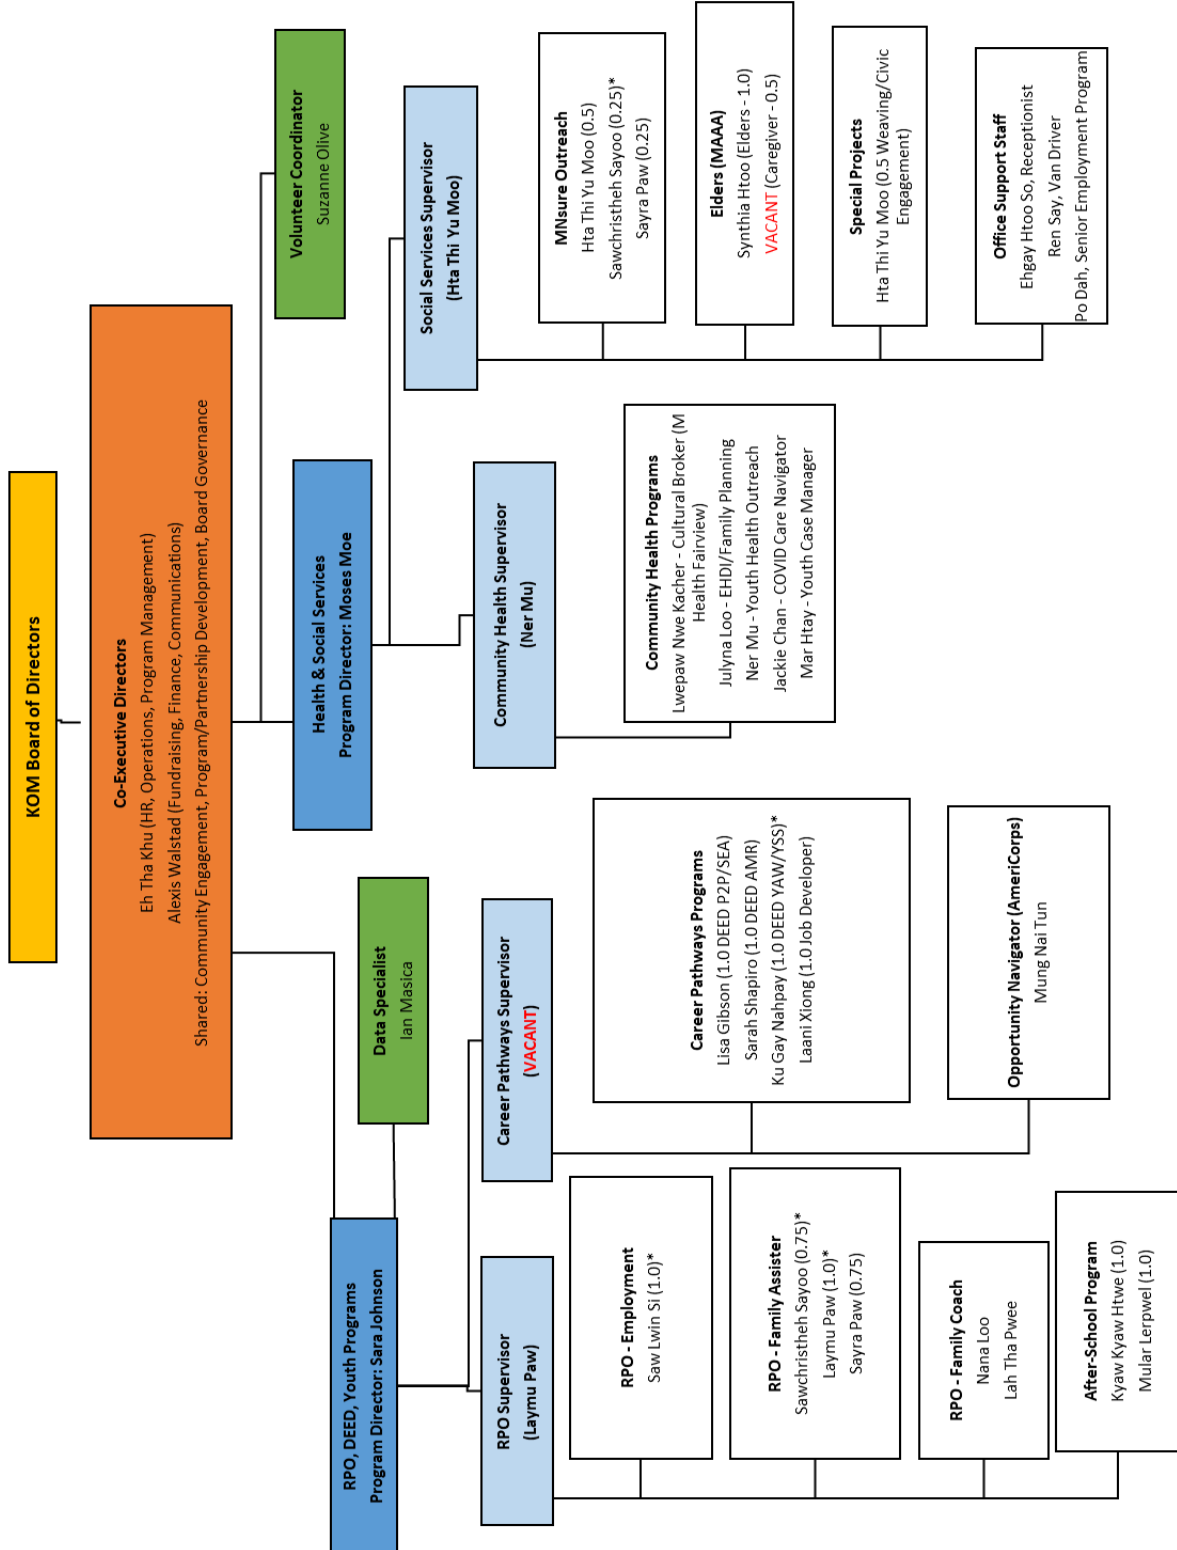 KOM Board of Directors
Co-Executive Directors
Eh Tha Khu (HR, Operations, Program Management)
Alexis Walstad (Fundraising, Finance, Communications)
Shared: Community Engagement, Program/Partnership Development, Board Governance
RPO, DEED, Youth Programs
Program Director: Sara Johnson
Data Specialist
Ian Masica
Health & Social Services
Program Director: Moses Moe
Volunteer Coordinator
Suzanne Olive
RPO Supervisor
(Laymu Paw)
Career Pathways Supervisor
(VACANT)
Community Health Supervisor
(Ner Mu)
Social Services Supervisor
(Hta Thi Yu Moo)
RPO - Employment
Saw Lwin Si (1.0)*
RPO - Family Assister
Sawchristheh Sayoo (0.75)*
Laymu Paw (1.0)*
Sayra Paw (0.75)
RPO - Family Coach
Nana Loo
Lah Tha Pwee
After-School Program
Kyaw Kyaw Htwe (1.0)
Mular Lerpwel (1.0)
Career Pathways Programs
Lisa Gibson (1.0 DEED P2P/SEA)
Sarah Shapiro (1.0 DEED AMR)
Ku Gay Nahpay (1.0 DEED YAW/YSS)*
Laani Xiong (1.0 Job Developer)
Opportunity Navigator (AmeriCorps)
Mung Nai Tun
Community Health Programs
Lwepaw Nwe Kacher - Cultural Broker (M
Health Fairview)
Julyna Loo - EHDI/Family Planning
Ner Mu - Youth Health Outreach
Jackie Chan - COVID Care Navigator
Mar Htay - Youth Case Manager
MNsure Outreach
Hta Thi Yu Moo (0.5)
Sawchristheh Sayoo (0.25)*
Sayra Paw (0.25)
Elders (MAAA)
Synthia Htoo (Elders - 1.0)
VACANT (Caregiver - 0.5)
Special Projects
Hta Thi Yu Moo (0.5 Weaving/Civic
Engagement)
Office Support Staff
Ehgay Htoo So, Receptionist
Ren Say, Van Driver
Po Dah, Senior Employment Program